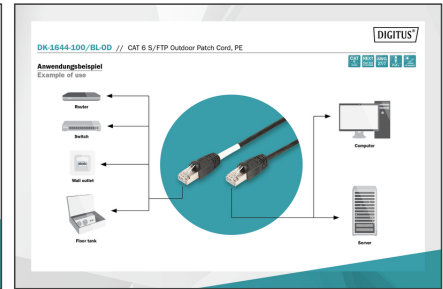 DIGITUS®
DK-1644-100/BL-OD // CAT 6 S/FTP Outdoor Patch Cord, PE
Anwendungsbeispiel
Example of use
Router
Switch
Wall outlet
Floor tank
Computer
Server